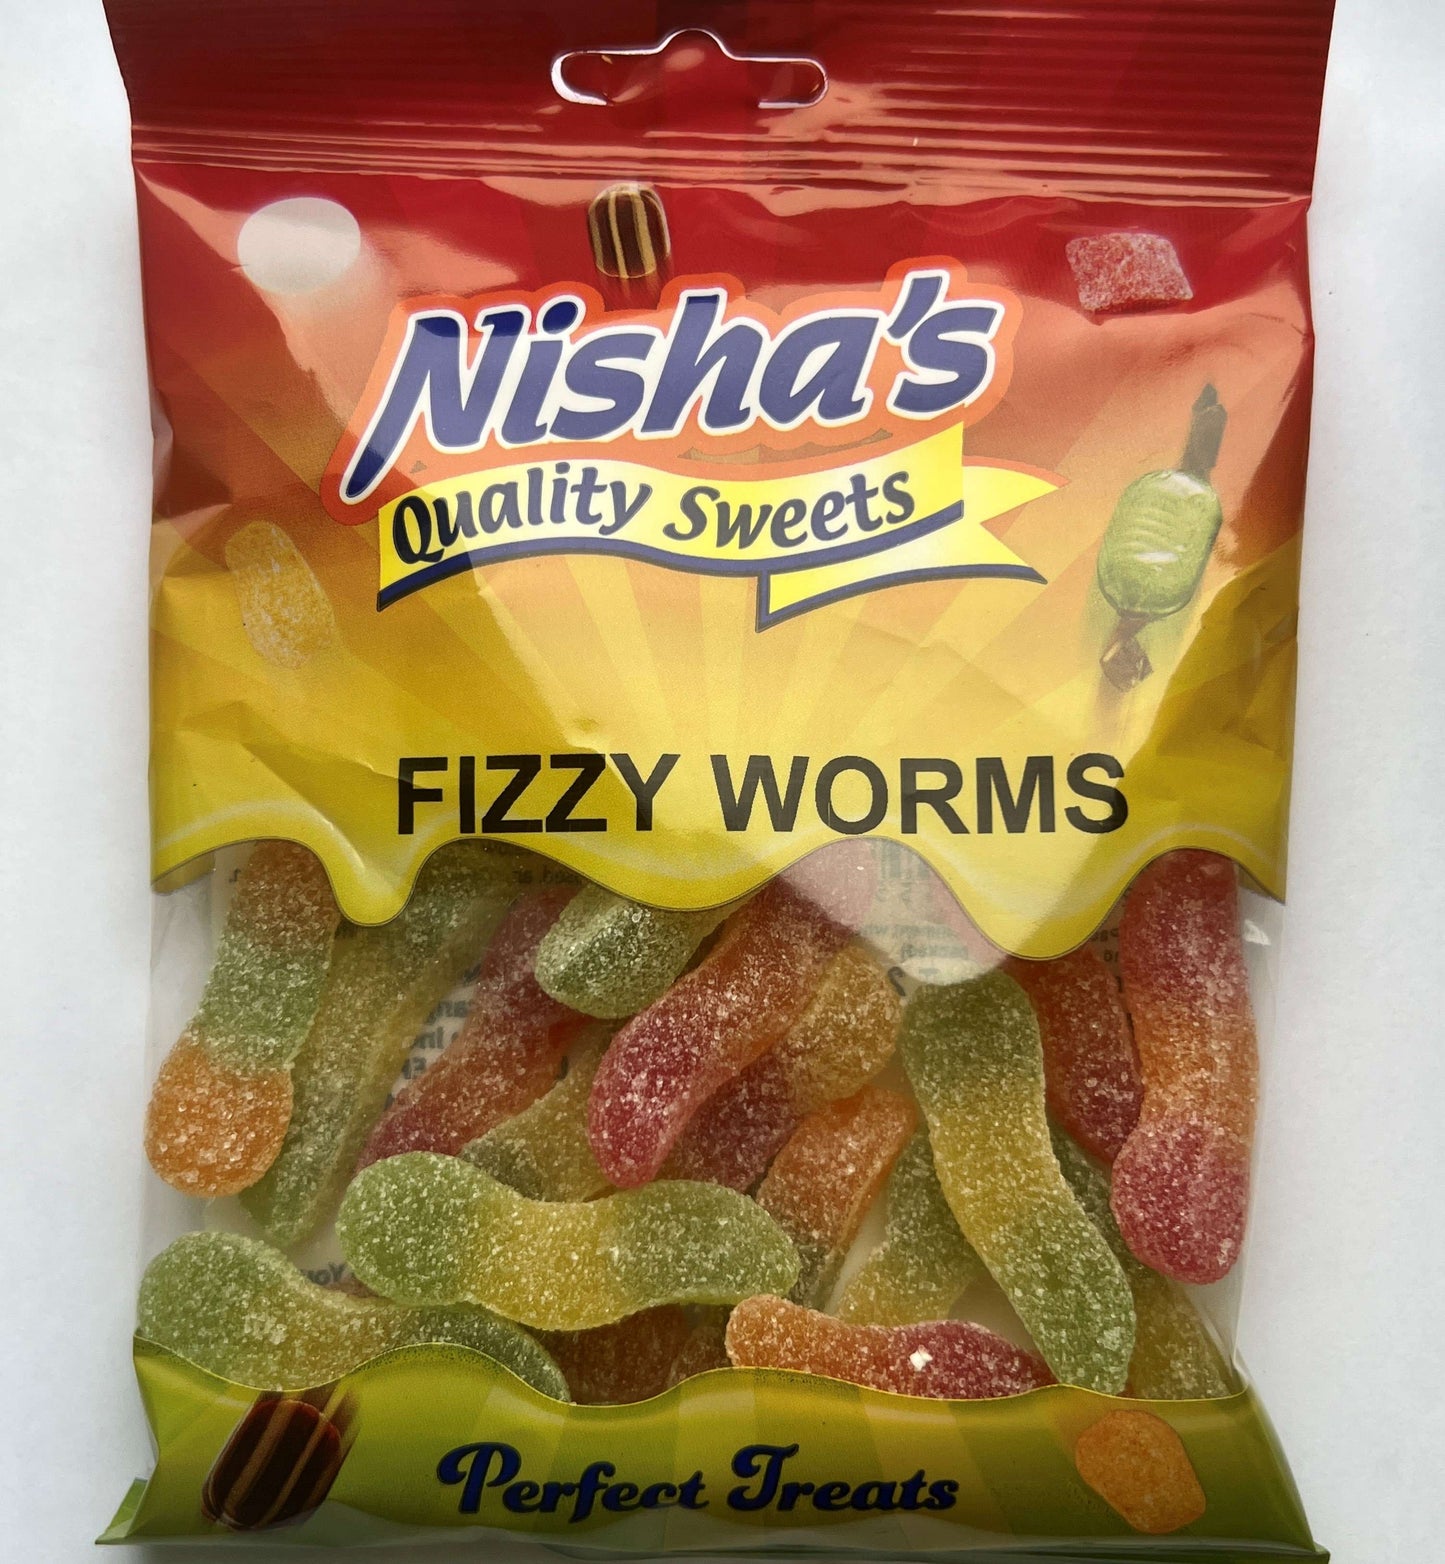 Nisha's
Quality Sweets
FIZZY WORMS
Perfect Treats